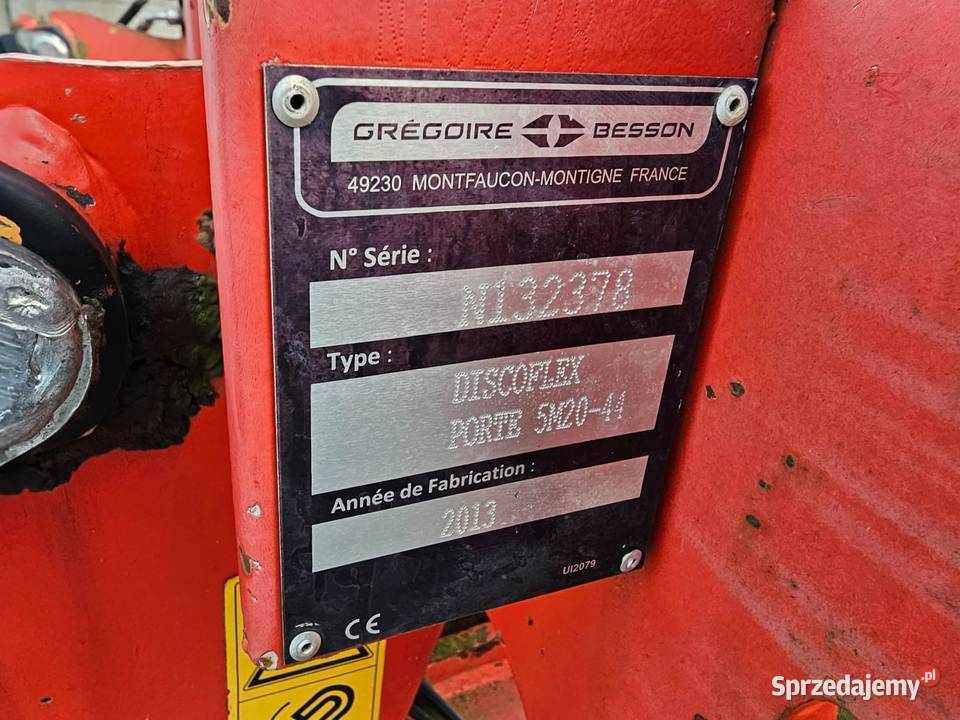 GRÉGOIRE BESSON
49230 MONTFAUCON-MONTIGNE FRANCE
N° Série :
N132378
Type :
DISCOFLEX
PORTE 5M20-44
Année de Fabrication :
2013
UI2079
CE
Sprzedajemy.pl